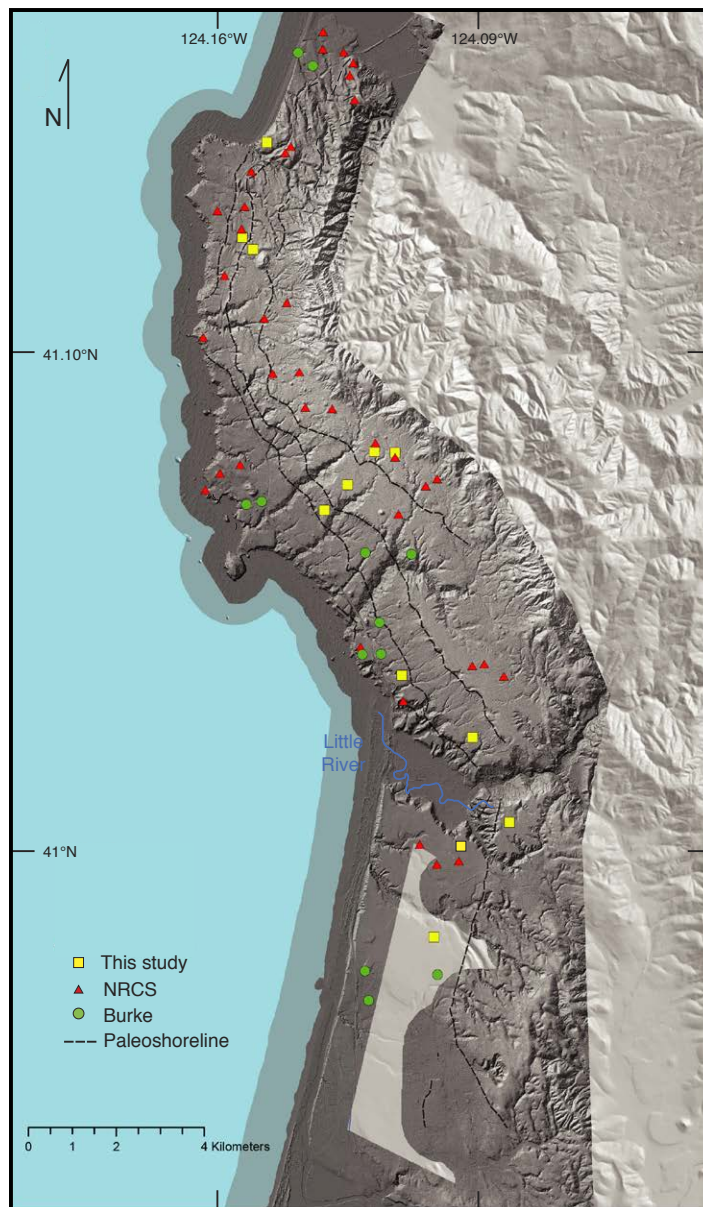 124.16°W
124.09°W
N
41.10°N
Little
River
41°N
This study
NRCS
Burke
Paleoshoreline
0 1 2 4 Kilometers